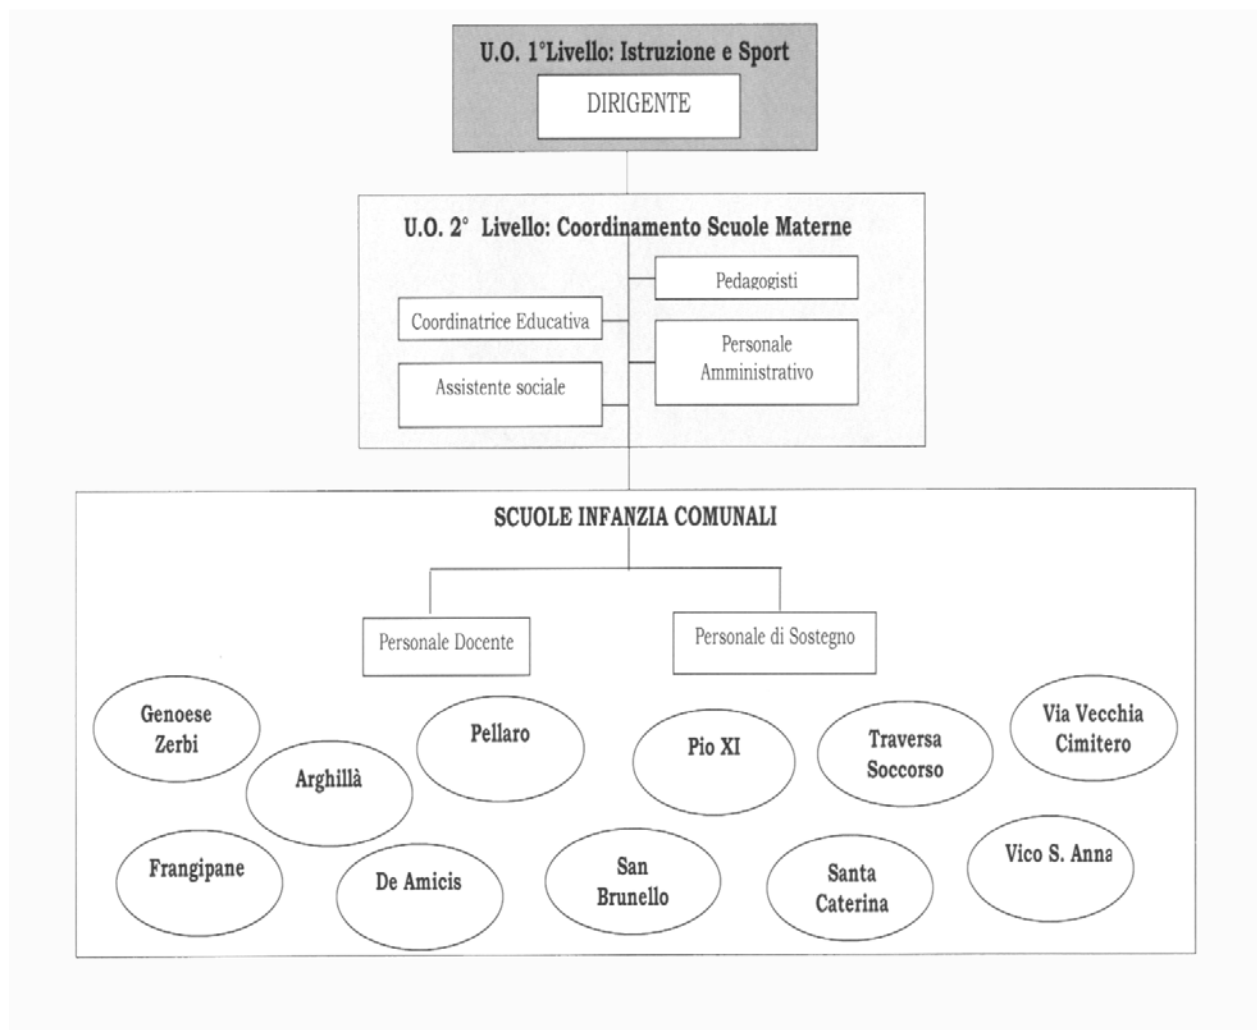 U.O. 1°Livello: Istruzione e Sport
DIRIGENTE
U.O. 2° Livello: Coordinamento Scuole Materne
Pedagogisti
Coordinatrice Educativa
Personale
Amministrativo
Assistente sociale
SCUOLE INFANZIA COMUNALI
Personale Docente
Personale di Sostegno
Genoese
Zerbi
Arghillà
Pellaro
Pio XI
Traversa
Soccorso
Via Vecchia
Cimitero
Frangipane
De Amicis
San
Brunello
Santa
Caterina
Vico S. Anna